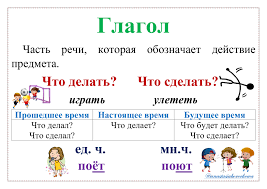 Глагол
Часть речи, которая обозначает действие
предмета.
Что делать? Что сделать?
играть улететь
Прошедшее время Настоящее время Будущее время
Что делал? Что делает? Что будет делать?
Что сделал? Что сделает?
ед. ч. мн.ч.
поёт поют